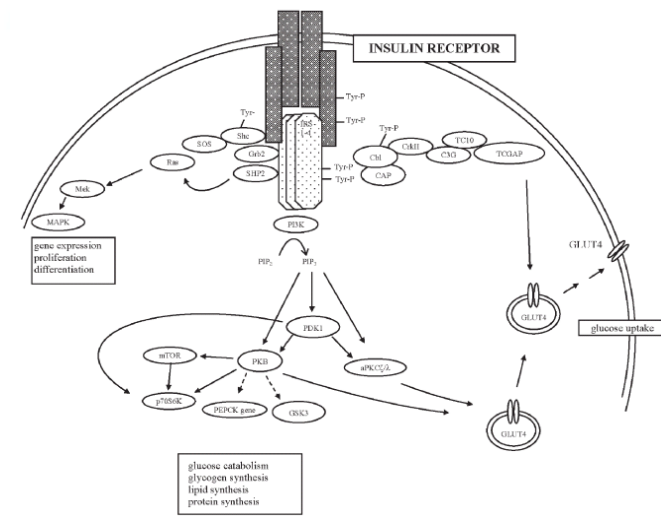 INSULIN RECEPTOR
Tyr-P
Tyr-P
Tyr-
Shc
SOS
Grb2
Ras
SHP2
Mek
MAPK
gene expression
proliferation
differentiation
IRS
1-4
Tyr-P
Tyr-P
Tyr-P
Cbl
CAP
CrkII
C3G
TC10
TCGAP
PI3K
PIP2
PIP3
GLUT4
GLUT4
glucose uptake
PDK1
mTOR
PKB
aPKCζ/λ
p70S6K
PEPCK gene
GSK3
GLUT4
glucose catabolism
glycogen synthesis
lipid synthesis
protein synthesis